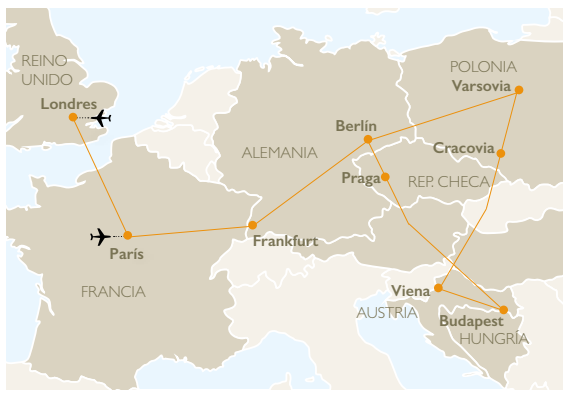 REINO
UNIDO
Londres
POLONIA
Varsovia
Berlín
ALEMANIA
Cracovia
Praga
REP. CHECA
París
Frankfurt
FRANCIA
Viena
AUSTRIA
Budapest
HUNGRÍA